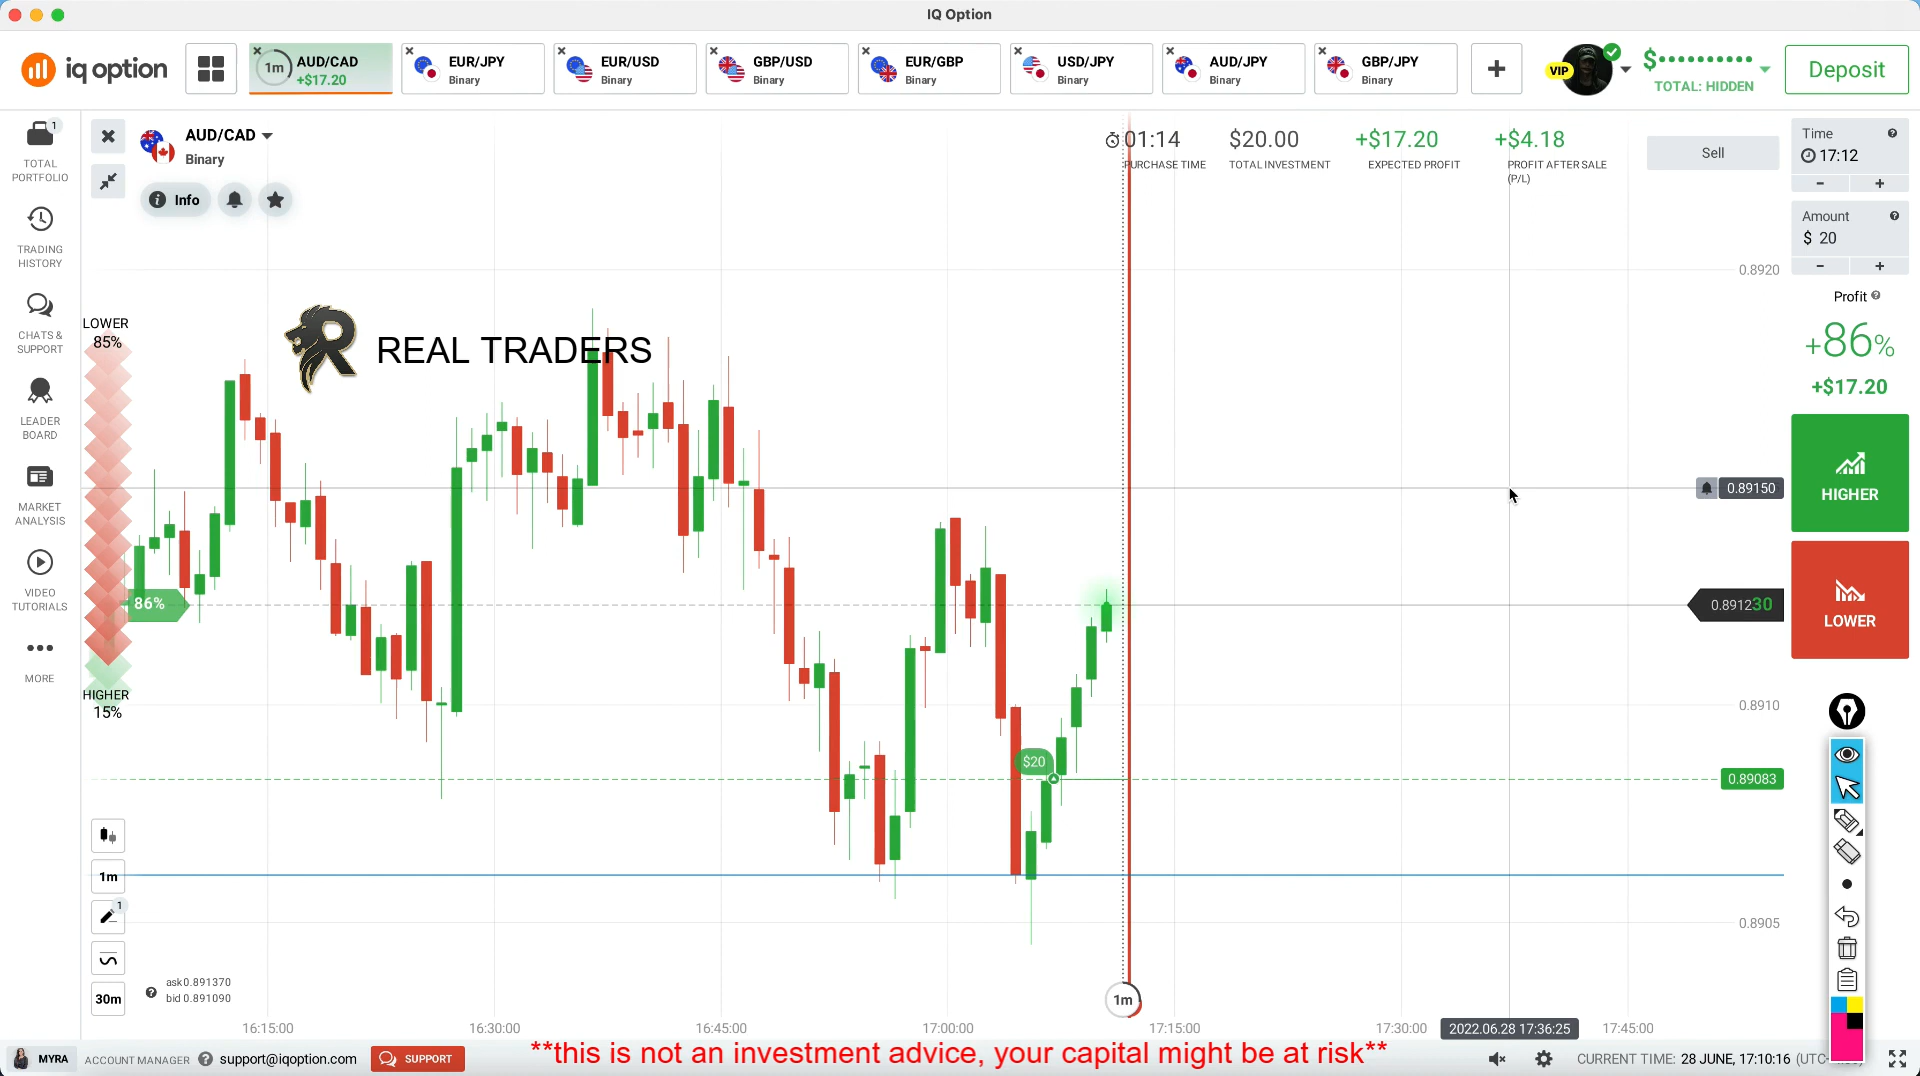 IQ Option
iq option
1m
AUD/CAD
+$17.20
EUR/JPY
Binary
EUR/USD
Binary
GBP/USD
Binary
EUR/GBP
Binary
USD/JPY
Binary
AUD/JPY
Binary
GBP/JPY
Binary
VIP
$••••••••••
TOTAL: HIDDEN
Deposit
1
TOTAL
PORTFOLIO
TRADING
HISTORY
CHATS &
SUPPORT
LEADER
BOARD
MARKET
ANALYSIS
VIDEO
TUTORIALS
MORE
AUD/CAD
Binary
Info
01:14
PURCHASE TIME
$20.00
TOTAL INVESTMENT
+$17.20
EXPECTED PROFIT
+$4.18
PROFIT AFTER SALE
(P/L)
Sell
Time
17:12
- +
Amount
$ 20
- +
Profit
+86%
+$17.20
HIGHER
LOWER
LOWER
85%
86%
HIGHER
15%
REAL TRADERS
0.8920
0.89150
0.891230
0.8910
$20
0.89083
0.8905
1m
1
30m
ask 0.891370
bid 0.891090
1m
16:15:00
16:30:00
16:45:00
17:00:00
17:15:00
17:30:00
2022.06.28 17:36:25
17:45:00
MYRA
ACCOUNT MANAGER
support@iqoption.com
SUPPORT
**this is not an investment advice, your capital might be at risk**
CURRENT TIME: 28 JUNE, 17:10:16 (UTC